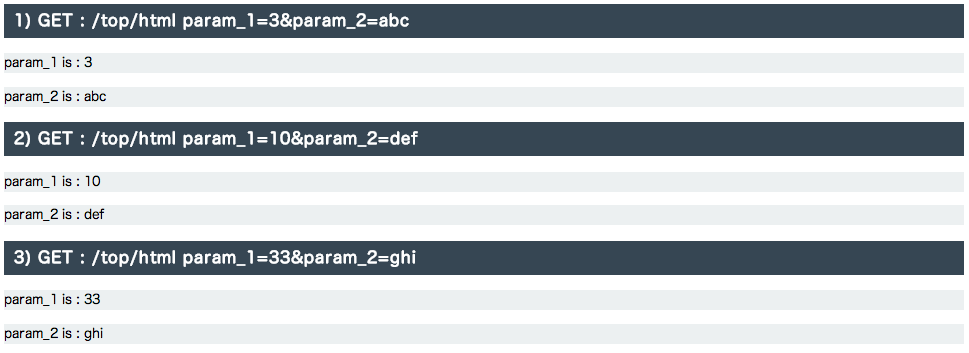 1) GET : /top/html param_1=3&param_2=abc
param_1 is : 3
param_2 is : abc
2) GET : /top/html param_1=10&param_2=def
param_1 is : 10
param_2 is : def
3) GET : /top/html param_1=33&param_2=ghi
param_1 is : 33
param_2 is : ghi